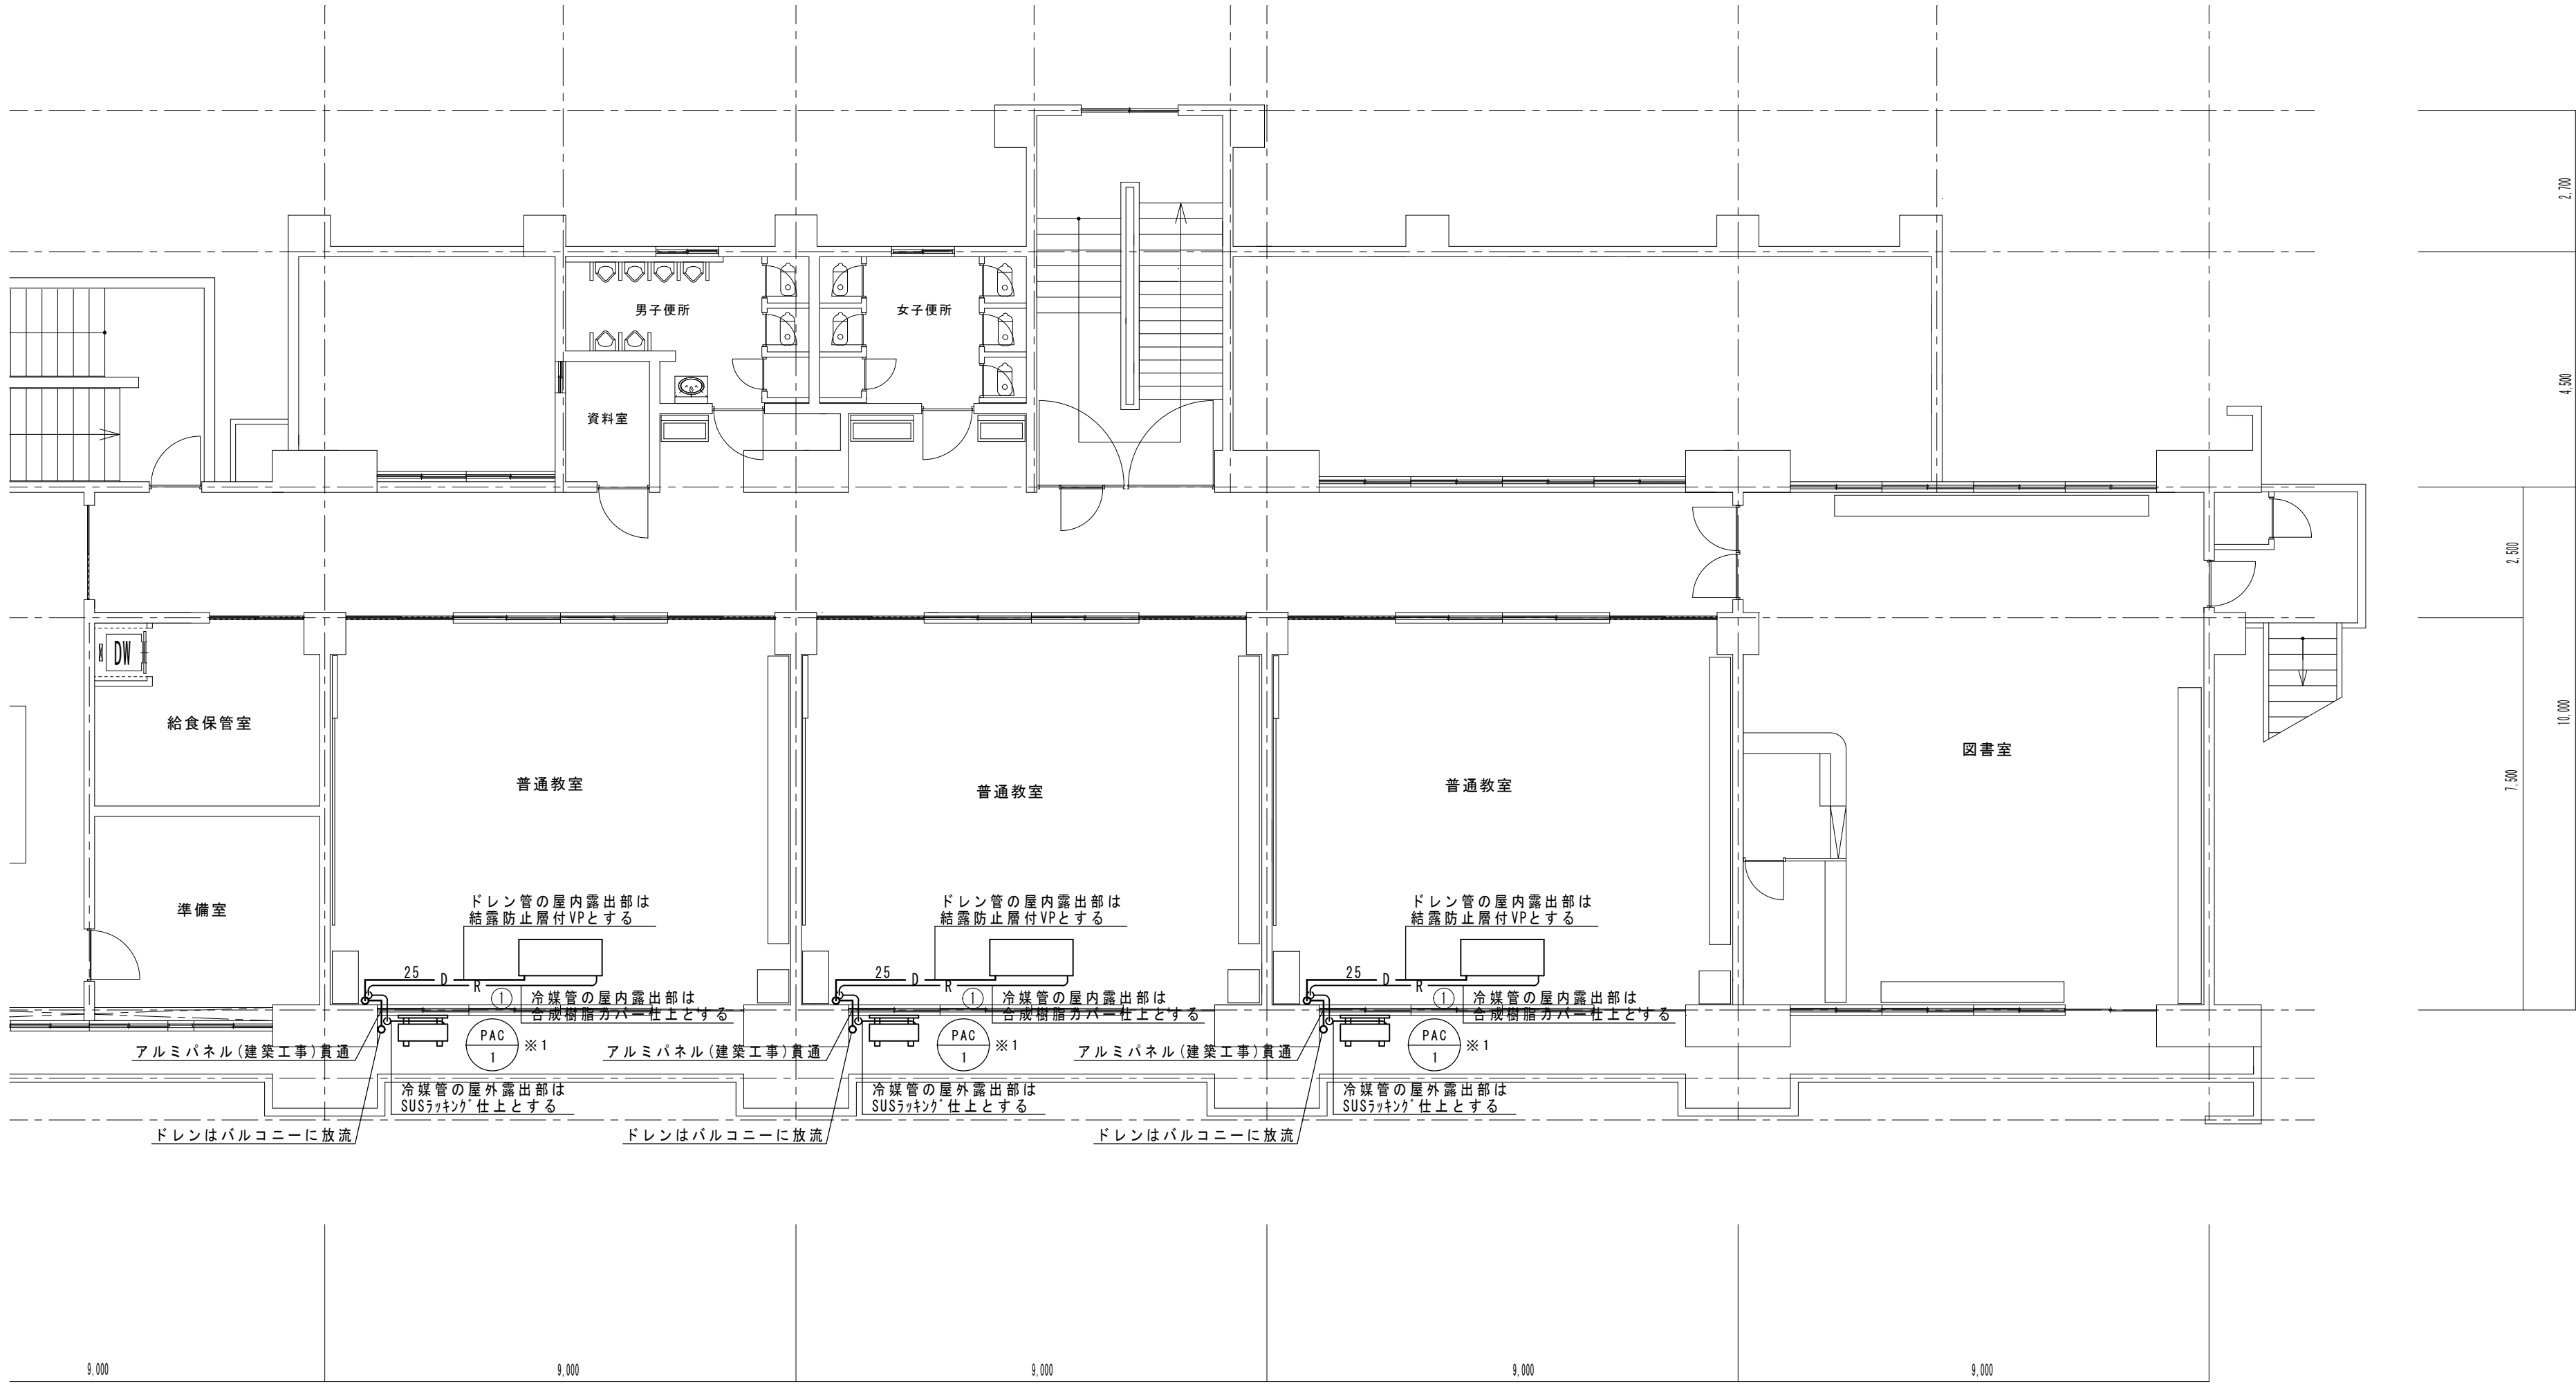 2,700
男子便所
女子便所
4,500
資料室
2,500
DW
給食保管室
10,000
図書室
7,500
普通教室
普通教室
普通教室
準備室
ドレン管の屋内露出部は
結露防止層付VPとする
ドレン管の屋内露出部は
結露防止層付VPとする
ドレン管の屋内露出部は
結露防止層付VPとする
25 D
R
25 D
R
25 D
R
① 冷媒管の屋内露出部は
合成樹脂カバー仕上とする
① 冷媒管の屋内露出部は
合成樹脂カバー仕上とする
① 冷媒管の屋内露出部は
合成樹脂カバー仕上とする
アルミパネル(建築工事)貫通
PAC
1
※1
アルミパネル(建築工事)貫通
PAC
1
※1
アルミパネル(建築工事)貫通
PAC
1
※1
冷媒管の屋外露出部は
SUSラッキング仕上とする
冷媒管の屋外露出部は
SUSラッキング仕上とする
冷媒管の屋外露出部は
SUSラッキング仕上とする
ドレンはバルコニーに放流
ドレンはバルコニーに放流
ドレンはバルコニーに放流
9,000
9,000
9,000
9,000
9,000